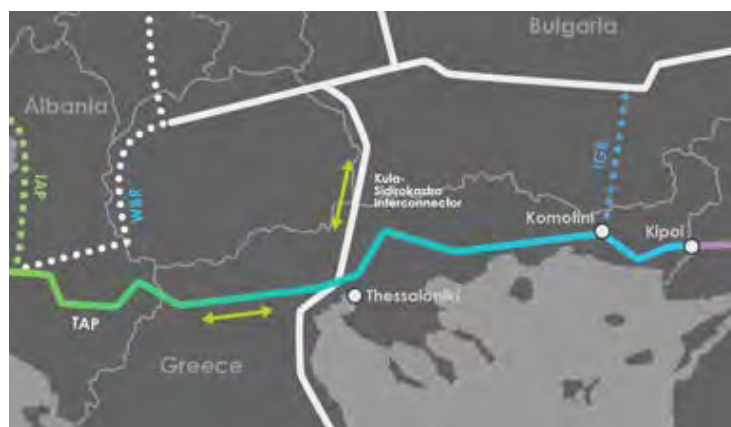 Bulgaria
Albania
IAP
WBR
IGB
Kula-
Sidirokastro
Interconnector
Komotini
Kipoi
Thessaloniki
TAP
Greece